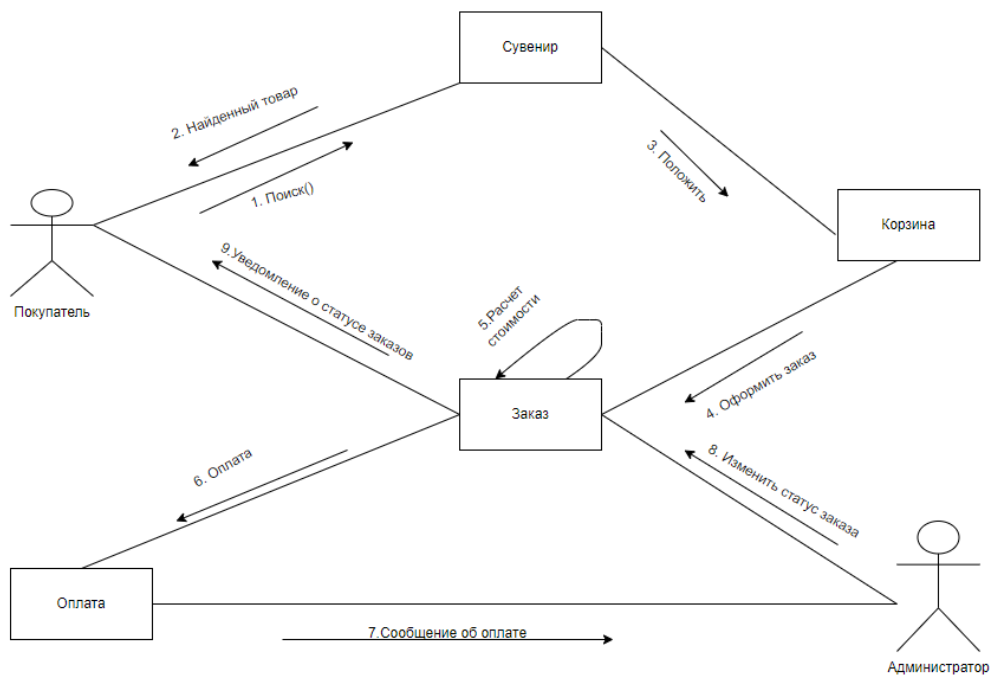 Сувенир
2. Найденный товар
1. Поиск()
3. Положить
Корзина
Покупатель
9.Уведомление о статусе заказов
5.Расчет
стоимости
4. Оформить заказ
Заказ
6. Оплата
8. Изменить статус заказа
Оплата
7.Сообщение об оплате
Администратор